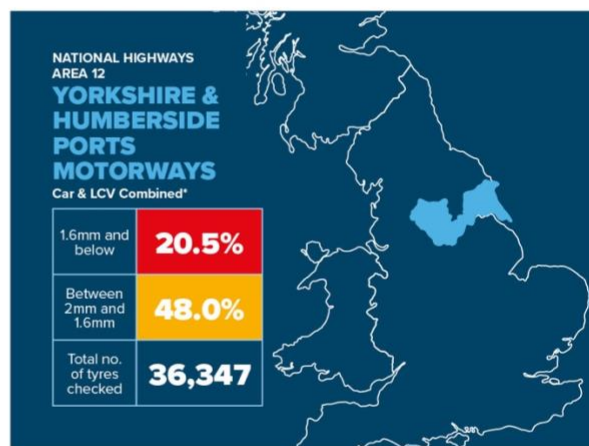 NATIONAL HIGHWAYS
AREA 12
YORKSHIRE &
HUMBERSIDE
PORTS
MOTORWAYS
Car & LCV Combined*
1.6mm and
below
20.5%
Between
2mm and
1.6mm
48.0%
Total no.
of tyres
checked
36,347